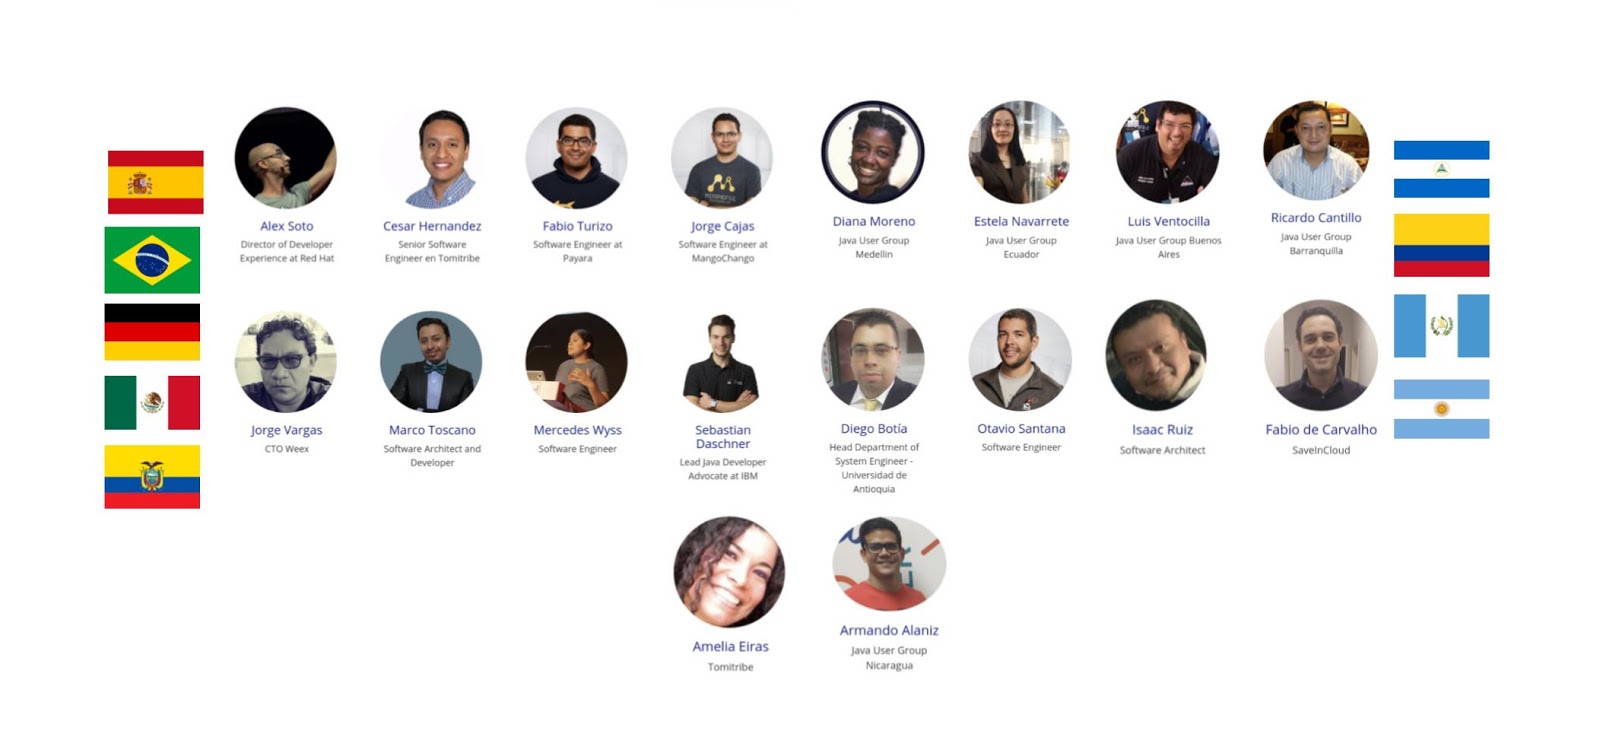 Alex Soto
Director of Developer
Experience at Red Hat
Cesar Hernandez
Senior Software
Engineer en Tomitribe
Fabio Turizo
Software Engineer at
Payara
Jorge Cajas
Software Engineer at
MangoChango
Diana Moreno
Java User Group
Medellin
Estela Navarrete
Java User Group
Ecuador
Luis Ventocilla
Java User Group Buenos
Aires
Ricardo Cantillo
Java User Group
Barranquilla
Jorge Vargas
CTO Weex
Marco Toscano
Software Architect and
Developer
Mercedes Wyss
Software Engineer
Sebastian
Daschner
Lead Java Developer
Advocate at IBM
Diego Botía
Head Department of
System Engineer -
Universidad de
Antioquia
Otavio Santana
Software Engineer
Isaac Ruiz
Software Architect
Fabio de Carvalho
SaveInCloud
Amelia Eiras
Tomitribe
Armando Alaniz
Java User Group
Nicaragua